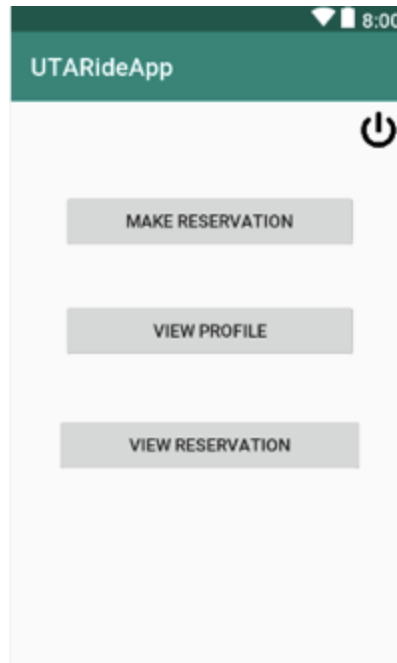 8:00
UTARideApp
MAKE RESERVATION
VIEW PROFILE
VIEW RESERVATION